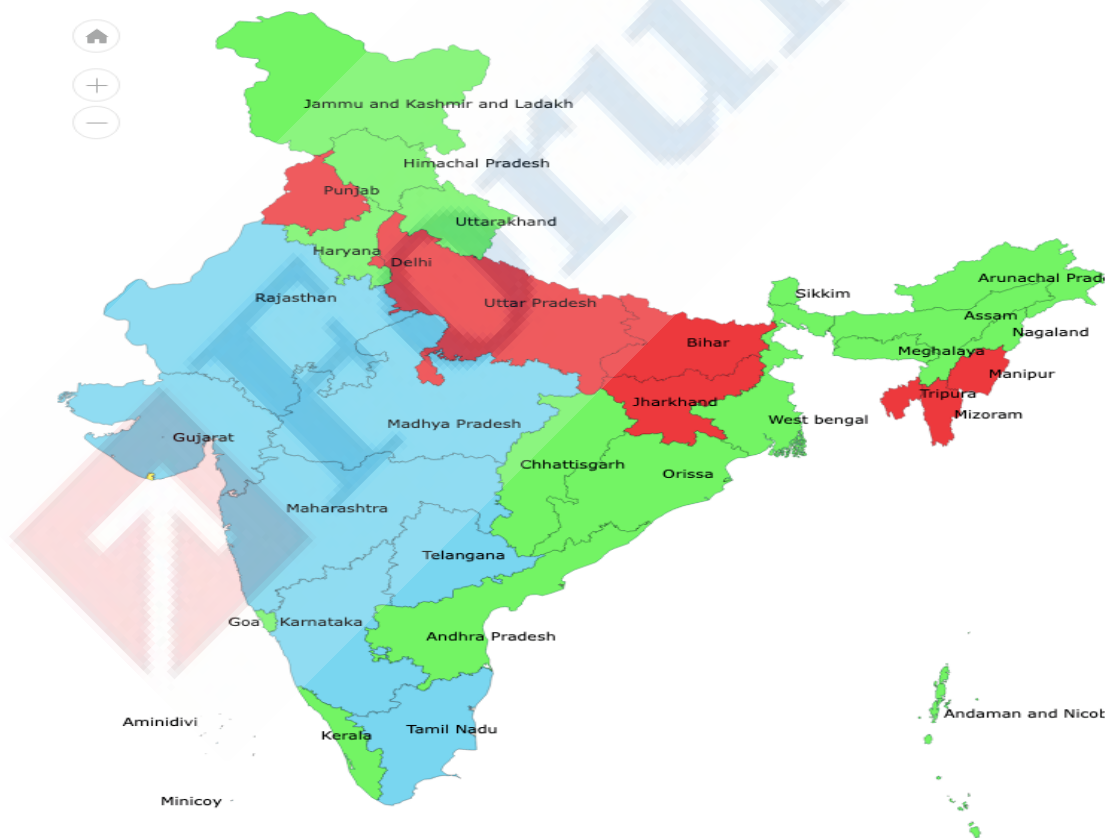 Jammu and Kashmir and Ladakh
Himachal Pradesh
Punjab
Uttarakhand
Haryana
Delhi
Rajasthan
Uttar Pradesh
Sikkim
Arunachal Prad
Assam
Nagaland
Bihar
Meghalaya
Manipur
Jharkhand
Tripura
Mizoram
West bengal
Madhya Pradesh
Gujarat
Chhattisgarh
Orissa
Maharashtra
Telangana
Goa
Karnataka
Andhra Pradesh
Aminidivi
Kerala
Tamil Nadu
Andaman and Nicob
Minicoy